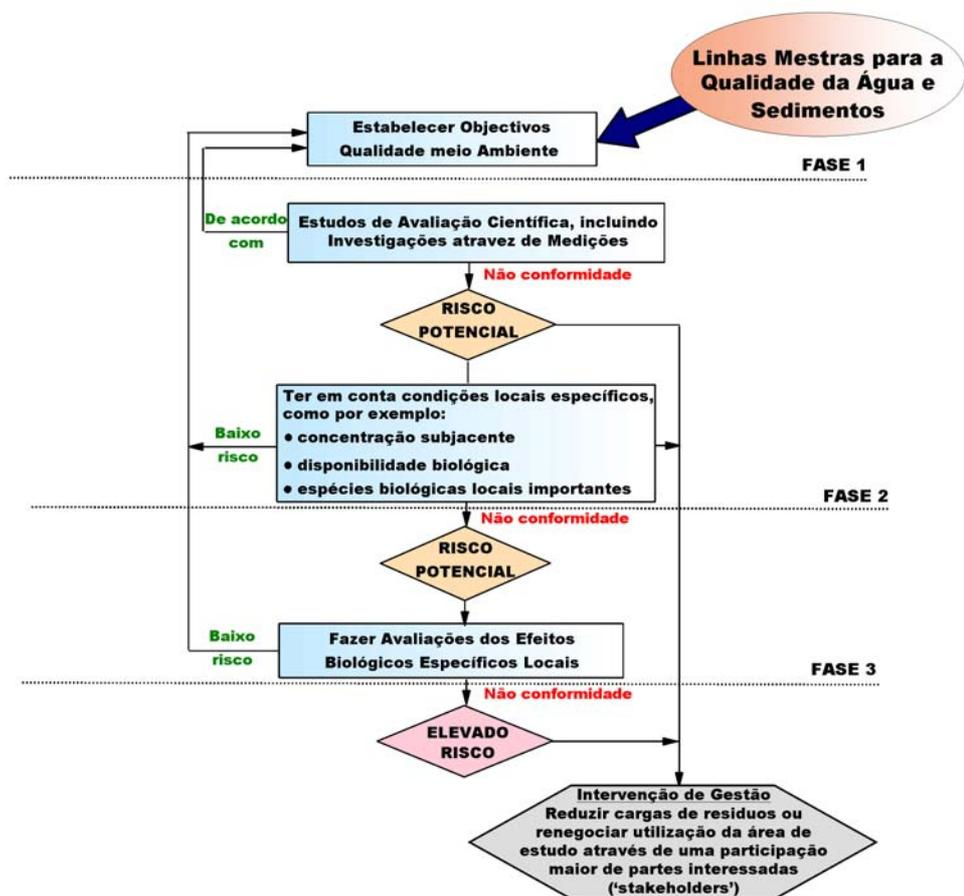 Linhas Mestras para a
Qualidade da Água e
Sedimentos
Estabelecer Objectivos
Qualidade meio Ambiente
FASE 1
De acordo
com
Estudos de Avaliação Científica, incluindo
Investigações atravez de Medições
Não conformidade
RISCO
POTENCIAL
Ter em conta condições locais específicos,
como por exemplo:
● concentração subjacente
● disponibilidade biológica
● espécies biológicas locais importantes
Baixo
risco
FASE 2
Não conformidade
RISCO
POTENCIAL
Baixo
risco
Fazer Avaliações dos Efeitos
Biológicos Específicos Locais
FASE 3
Não conformidade
ELEVADO
RISCO
Intervenção de Gestão
Reduzir cargas de residuos ou
renegociar utilização da área de
estudo através de uma participação
maior de partes interessadas
(‘stakeholders’)